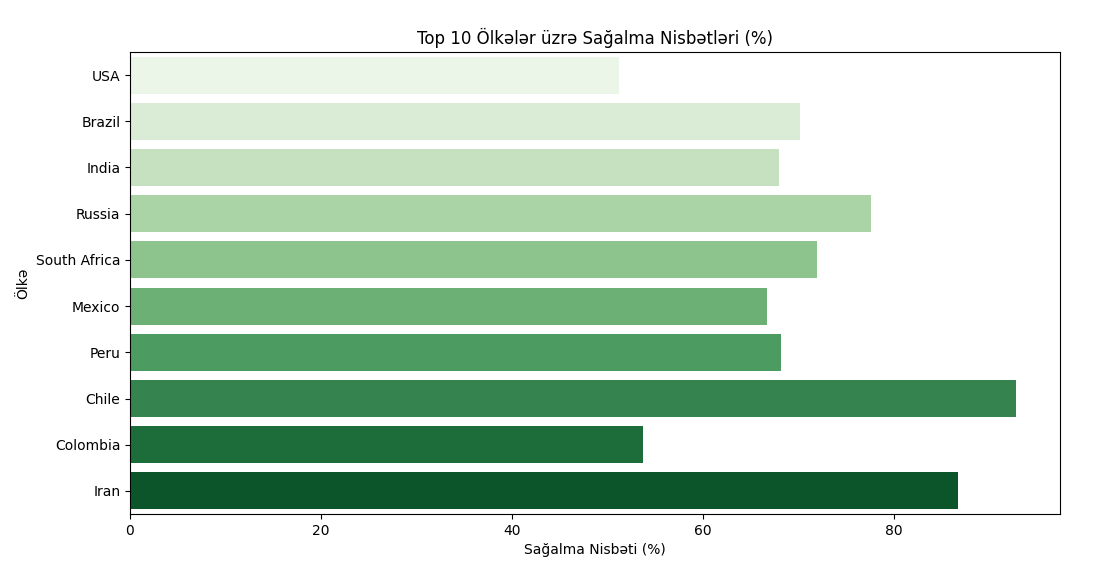 Top 10 Ölkələr üzrə Sağalma Nisbətləri (%)
Ölkə
USA
Brazil
India
Russia
South Africa
Mexico
Peru
Chile
Colombia
Iran
0 20 40 60 80
Sağalma Nisbəti (%)